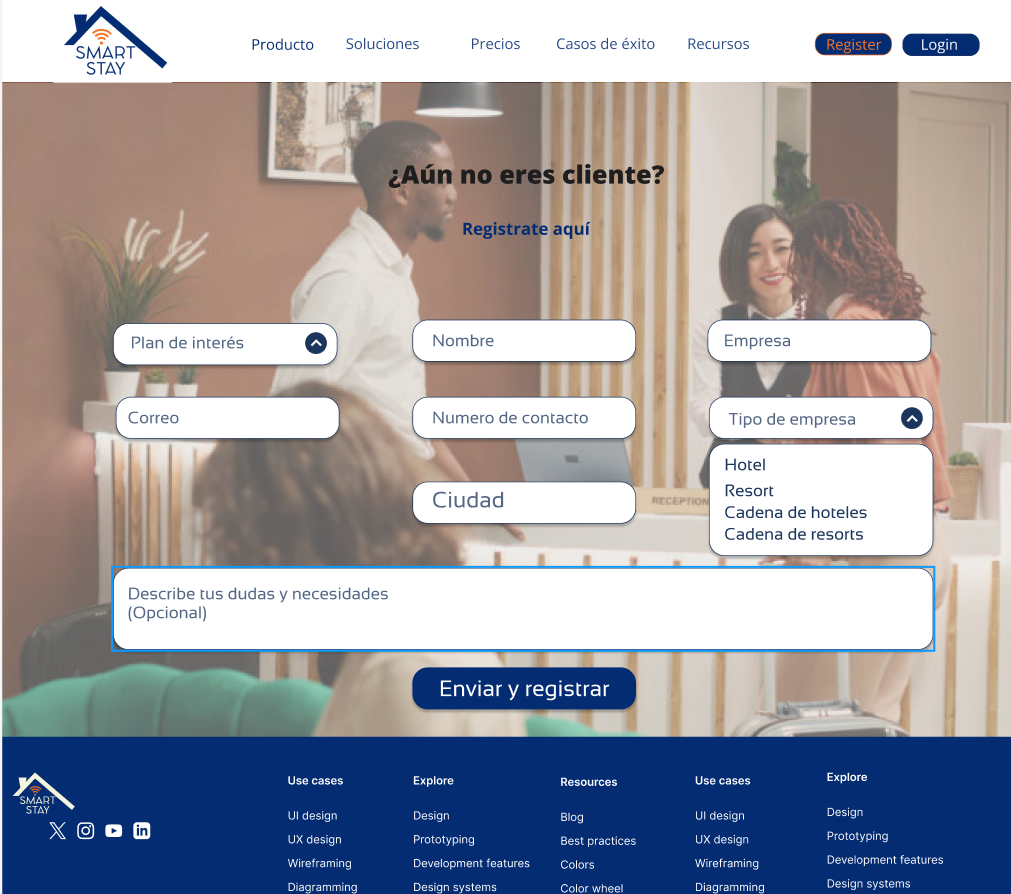 SMART
STAY
Producto
Soluciones
Precios
Casos de éxito
Recursos
Register
Login
¿Aún no eres cliente?
Registrate aquí
Plan de interés
Nombre
Empresa
Correo
Numero de contacto
Tipo de empresa
Hotel
Resort
Cadena de hoteles
Cadena de resorts
Ciudad
RECEPTION
Describe tus dudas y necesidades
(Opcional)
Enviar y registrar
SMART
STAY
Use cases
UI design
UX design
Wireframing
Diagramming
Explore
Design
Prototyping
Development features
Design systems
Resources
Blog
Best practices
Colors
Color wheel
Use cases
UI design
UX design
Wireframing
Diagramming
Explore
Design
Prototyping
Development features
Design systems